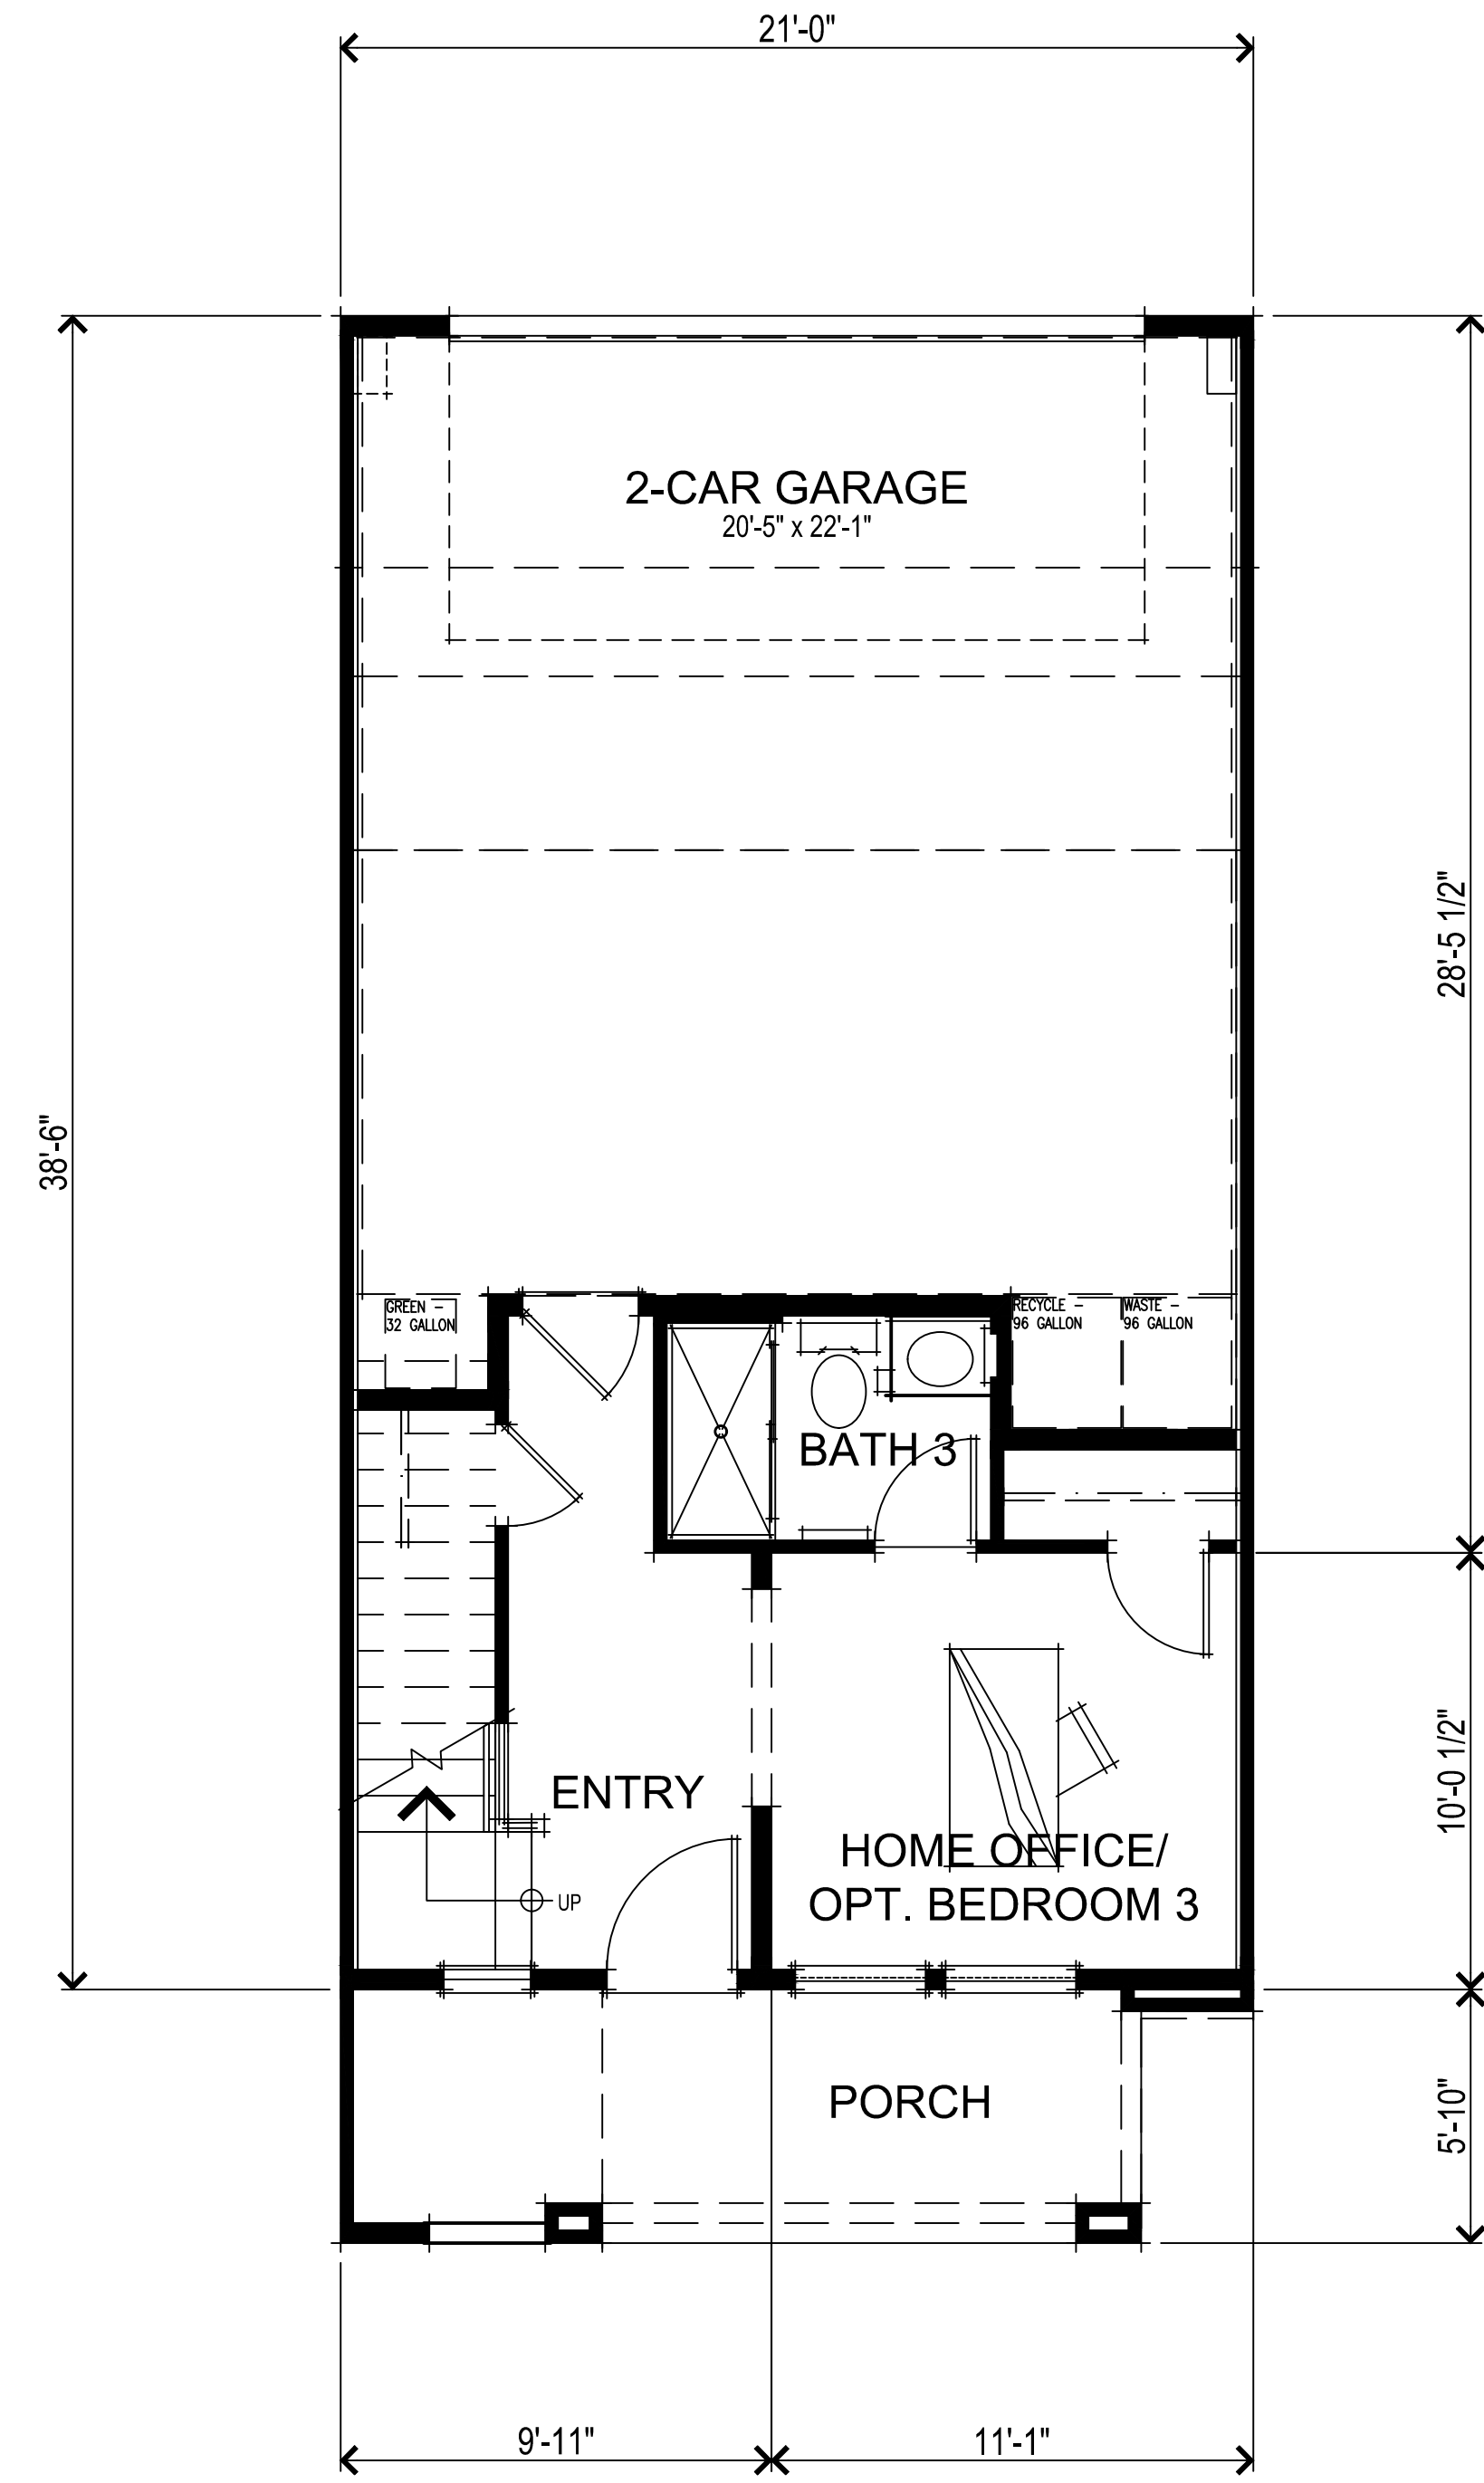 21'-0"
2-CAR GARAGE
20'-5" x 22'-1"
28'-5 1/2"
38'-6"
GREEN -
32 GALLON
RECYCLE -
96 GALLON
WASTE -
96 GALLON
BATH 3
ENTRY
10'-0 1/2"
HOME OFFICE/
OPT. BEDROOM 3
UP
PORCH
5'-10"
9'-11"
11'-1"